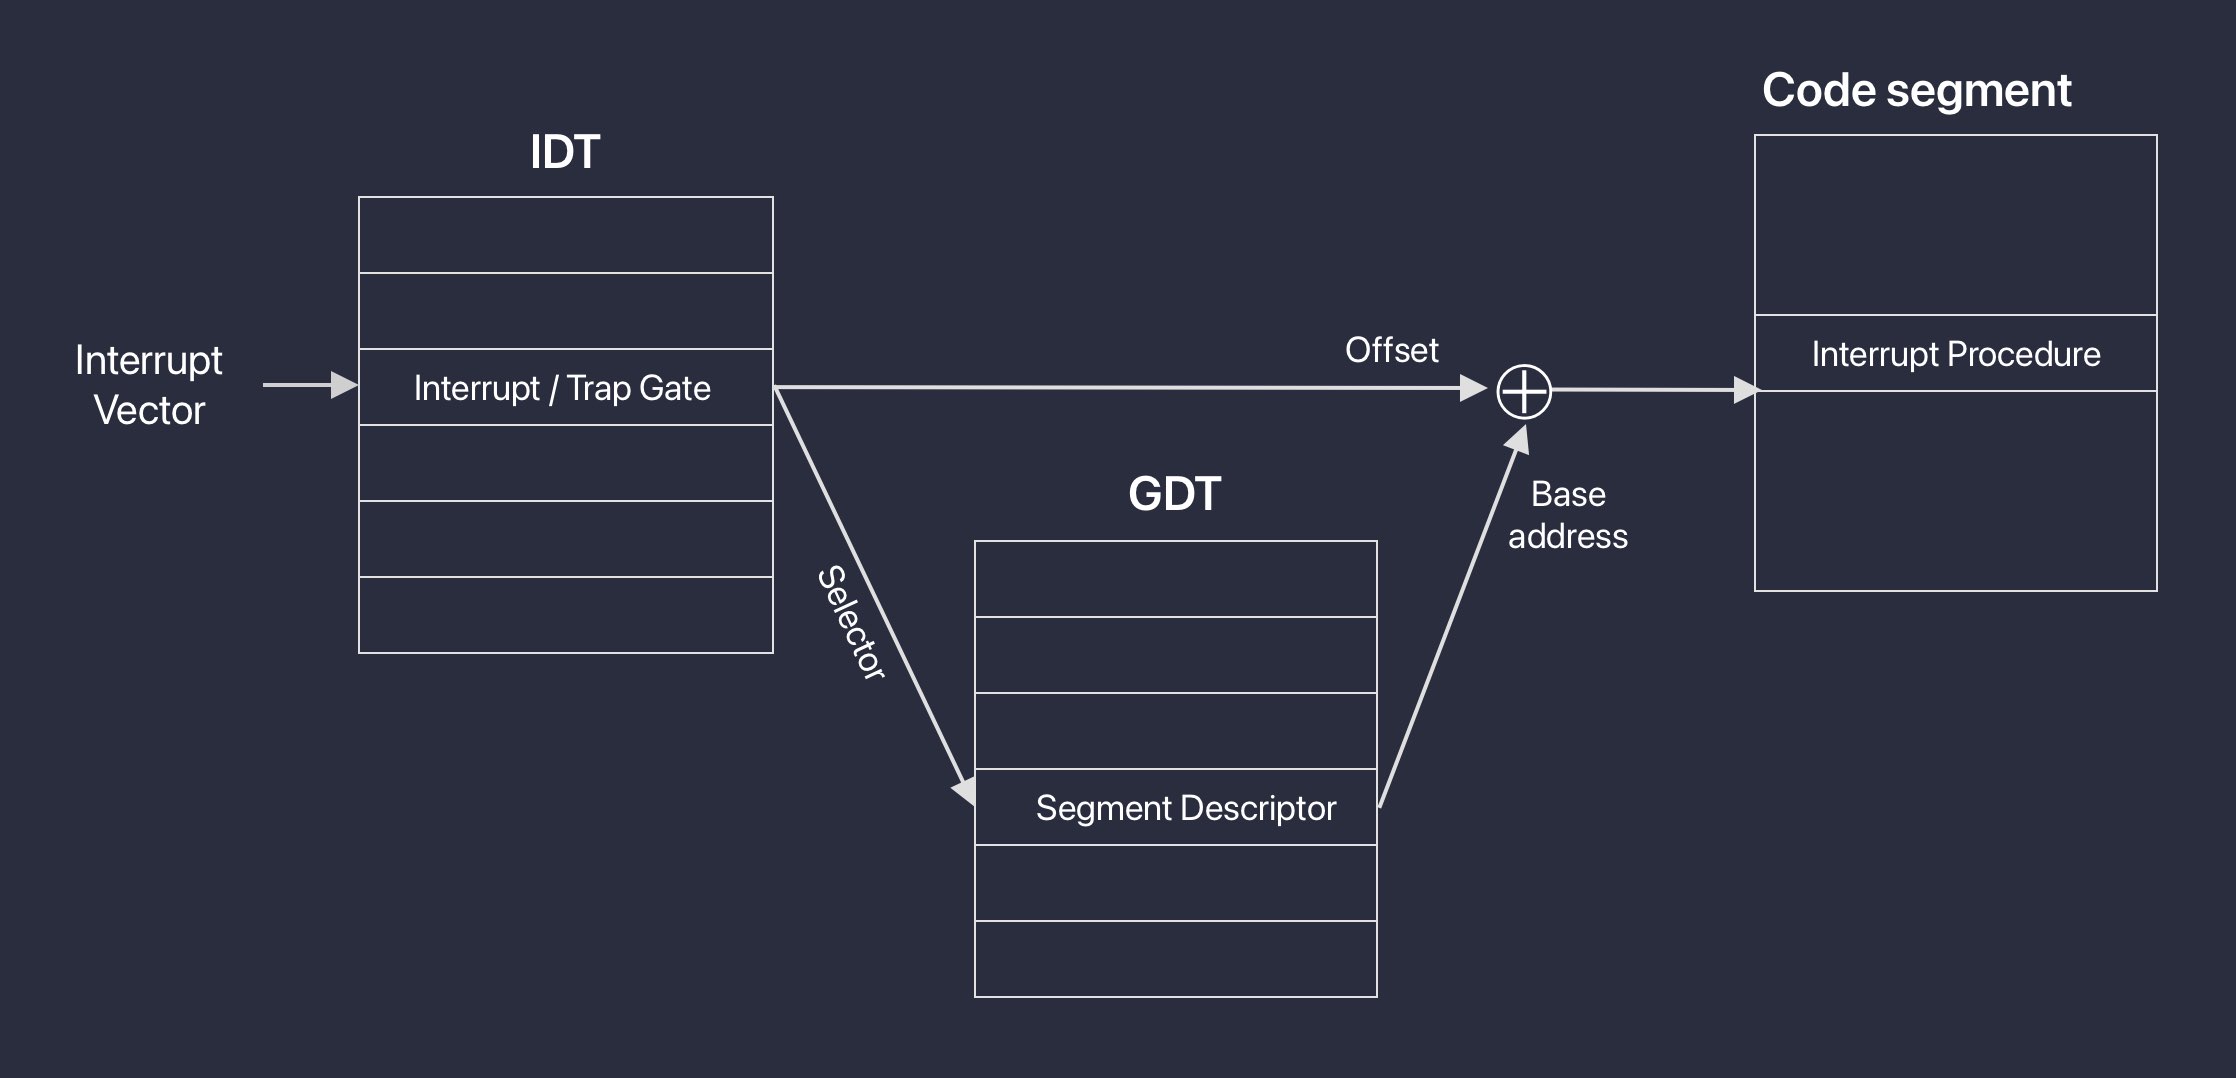 Code segment
IDT
Interrupt
Vector
Interrupt / Trap Gate
Offset
Interrupt Procedure
GDT
Base
address
Selector
Segment Descriptor